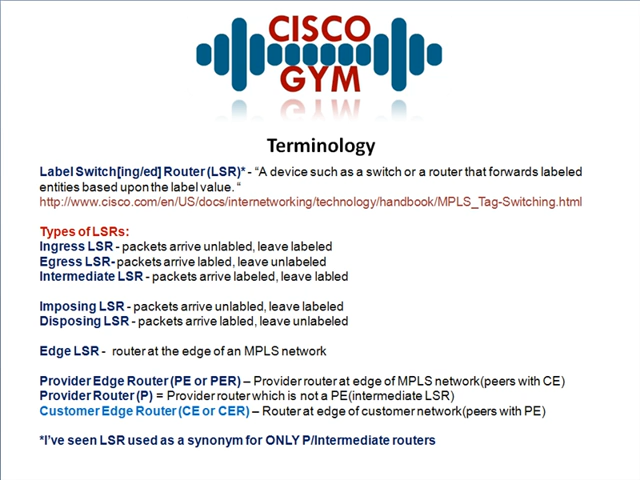 CISCO
GYM
Terminology
Label Switch[ing/ed] Router (LSR)* - “A device such as a switch or a router that forwards labeled
entities based upon the label value. “
http://www.cisco.com/en/US/docs/internetworking/technology/handbook/MPLS_Tag-Switching.html
Types of LSRs:
Ingress LSR - packets arrive unlabled, leave labeled
Egress LSR- packets arrive labled, leave unlabeled
Intermediate LSR - packets arrive labeled, leave labled
Imposing LSR - packets arrive unlabled, leave labeled
Disposing LSR - packets arrive labled, leave unlabeled
Edge LSR - router at the edge of an MPLS network
Provider Edge Router (PE or PER) – Provider router at edge of MPLS network(peers with CE)
Provider Router (P) = Provider router which is not a PE(intermediate LSR)
Customer Edge Router (CE or CER) – Router at edge of customer network(peers with PE)
*I’ve seen LSR used as a synonym for ONLY P/Intermediate routers